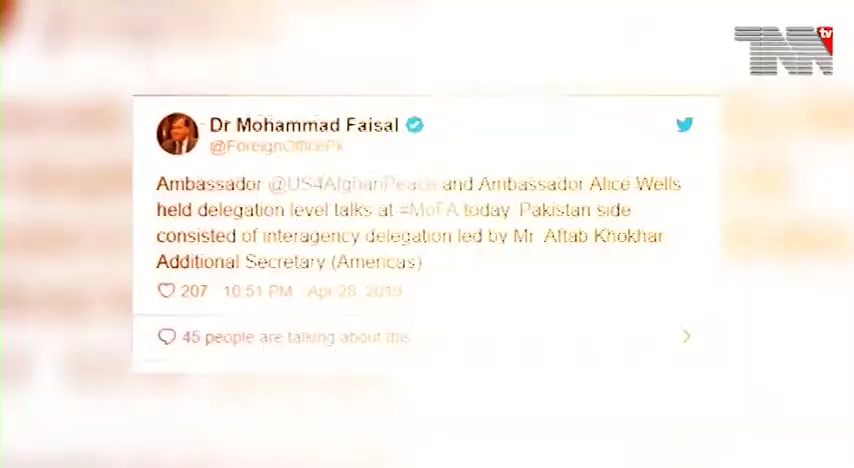 TNN tv
Dr Mohammad Faisal
@ForeignOfficePk
Ambassador @US4AfghanPeace and Ambassador Alice Wells
held delegation level talks at #MoFA today. Pakistan side
consisted of interagency delegation led by Mr. Aftab Khokhar
Additional Secretary (Americas)
207 10:51 PM - Apr 28, 2019
45 people are talking about this